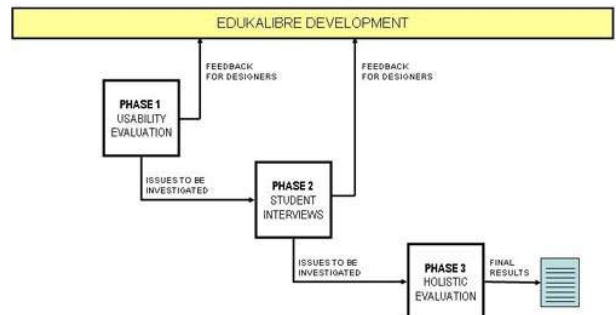 EDUKALIBRE DEVELOPMENT
FEEDBACK
FOR DESIGNERS
FEEDBACK
FOR DESIGNERS
PHASE 1
USABILITY
EVALUATION
ISSUES TO BE
INVESTIGATED
PHASE 2
STUDENT
INTERVIEWS
ISSUES TO BE
INVESTIGATED
PHASE 3
HOLISTIC
EVALUATION
FINAL
RESULTS